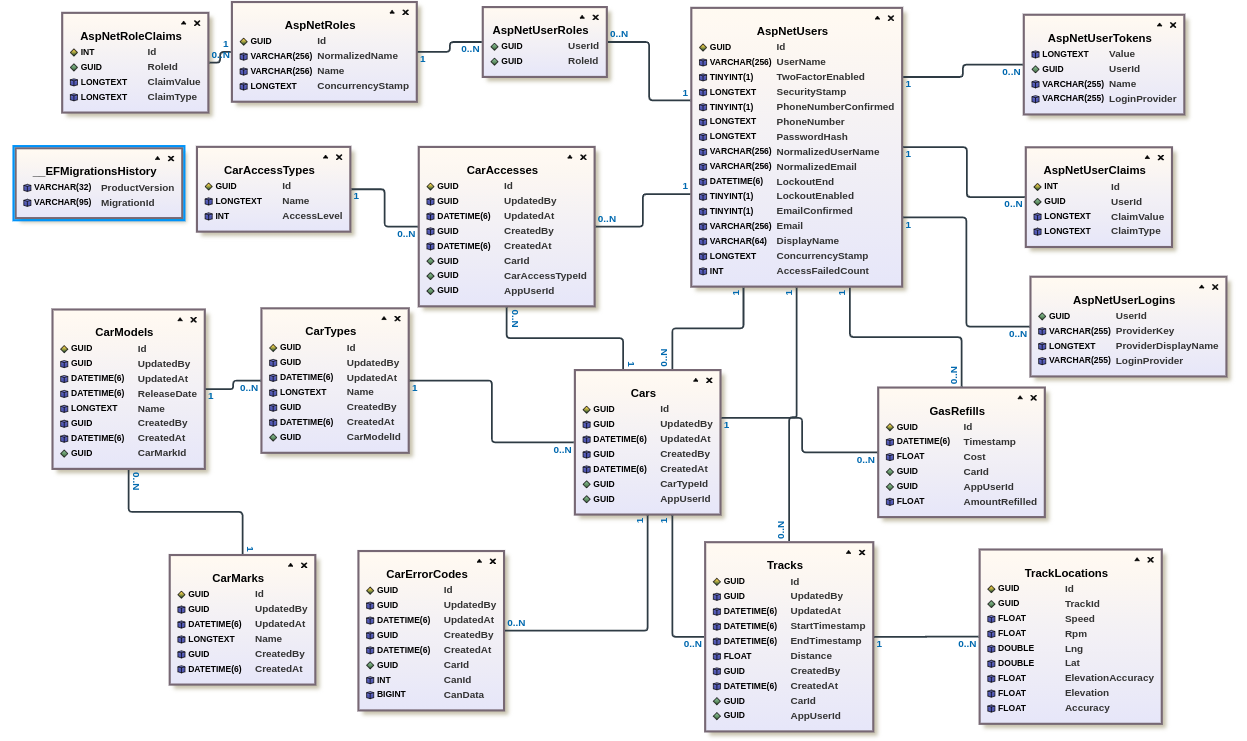 AspNetRoleClaims
INT Id
GUID RoleId
LONGTEXT ClaimValue
LONGTEXT ClaimType
0..N
1
AspNetRoles
GUID Id
VARCHAR(256) NormalizedName
VARCHAR(256) Name
LONGTEXT ConcurrencyStamp
1
0..N
AspNetUserRoles
GUID UserId
GUID RoleId
0..N
1
AspNetUsers
GUID Id
VARCHAR(256) UserName
TINYINT(1) TwoFactorEnabled
LONGTEXT SecurityStamp
TINYINT(1) PhoneNumberConfirmed
LONGTEXT PhoneNumber
LONGTEXT PasswordHash
VARCHAR(256) NormalizedUserName
VARCHAR(256) NormalizedEmail
DATETIME(6) LockoutEnd
TINYINT(1) LockoutEnabled
TINYINT(1) EmailConfirmed
VARCHAR(256) Email
VARCHAR(64) DisplayName
LONGTEXT ConcurrencyStamp
INT AccessFailedCount
1
0..N
AspNetUserTokens
LONGTEXT Value
GUID UserId
VARCHAR(255) Name
VARCHAR(255) LoginProvider
__EFMigrationsHistory
VARCHAR(32) ProductVersion
VARCHAR(95) MigrationId
CarAccessTypes
GUID Id
LONGTEXT Name
INT AccessLevel
1
0..N
CarAccesses
GUID Id
GUID UpdatedBy
DATETIME(6) UpdatedAt
GUID CreatedBy
DATETIME(6) CreatedAt
GUID CarId
GUID CarAccessTypeId
GUID AppUserId
0..N
1
1
0..N
AspNetUserClaims
INT Id
GUID UserId
LONGTEXT ClaimValue
LONGTEXT ClaimType
1
0..N
AspNetUserLogins
GUID UserId
VARCHAR(255) ProviderKey
LONGTEXT ProviderDisplayName
VARCHAR(255) LoginProvider
1
1
1
0..N
1
0..N
0..N
CarModels
GUID Id
GUID UpdatedBy
DATETIME(6) UpdatedAt
DATETIME(6) ReleaseDate
LONGTEXT Name
GUID CreatedBy
DATETIME(6) CreatedAt
GUID CarMarkId
1
0..N
CarTypes
GUID Id
GUID UpdatedBy
DATETIME(6) UpdatedAt
LONGTEXT Name
GUID CreatedBy
DATETIME(6) CreatedAt
GUID CarModelId
1
0..N
Cars
GUID Id
GUID UpdatedBy
DATETIME(6) UpdatedAt
GUID CreatedBy
DATETIME(6) CreatedAt
GUID CarTypeId
GUID AppUserId
1
0..N
GasRefills
GUID Id
DATETIME(6) Timestamp
FLOAT Cost
GUID CarId
GUID AppUserId
FLOAT AmountRefilled
0..N
1
1
1
0..N
CarMarks
GUID Id
GUID UpdatedBy
DATETIME(6) UpdatedAt
LONGTEXT Name
GUID CreatedBy
DATETIME(6) CreatedAt
CarErrorCodes
GUID Id
GUID UpdatedBy
DATETIME(6) UpdatedAt
GUID CreatedBy
DATETIME(6) CreatedAt
GUID CarId
INT CanId
BIGINT CanData
0..N
0..N
Tracks
GUID Id
GUID UpdatedBy
DATETIME(6) UpdatedAt
DATETIME(6) StartTimestamp
DATETIME(6) EndTimestamp
FLOAT Distance
GUID CreatedBy
DATETIME(6) CreatedAt
GUID CarId
GUID AppUserId
1
0..N
TrackLocations
GUID Id
GUID TrackId
FLOAT Speed
FLOAT Rpm
DOUBLE Lng
DOUBLE Lat
FLOAT ElevationAccuracy
FLOAT Elevation
FLOAT Accuracy